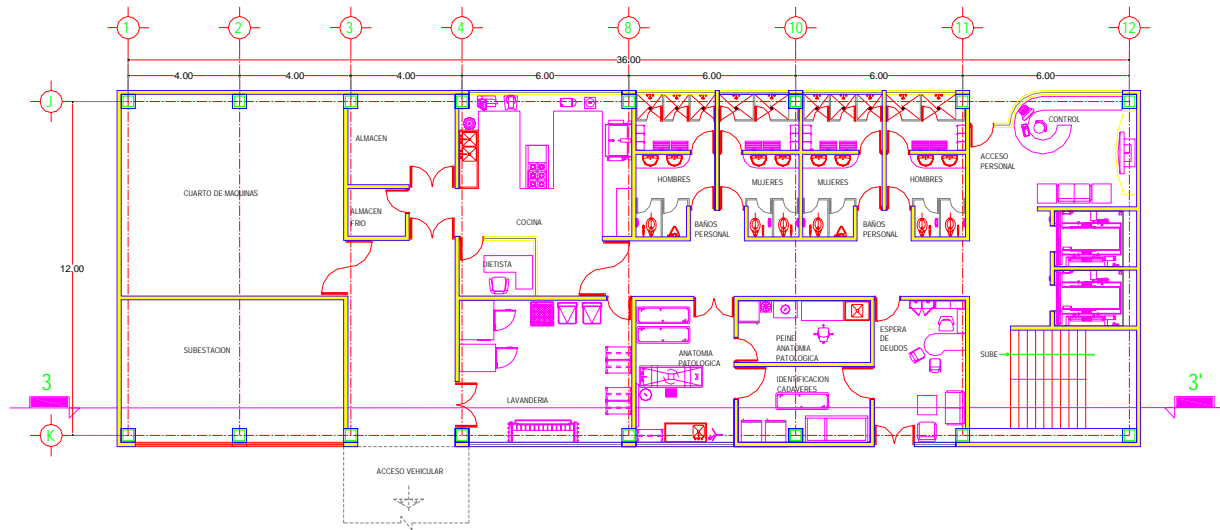 1
2
3
4
8
10
11
12
36.00
4.00
4.00
4.00
6.00
6.00
6.00
6.00
J
CONTROL
ALMACEN
ACCESO
PERSONAL
HOMBRES
MUJERES
MUJERES
HOMBRES
CUARTO DE MAQUINAS
ALMACEN
FRIO
COCINA
BAÑOS
PERSONAL
BAÑOS
PERSONAL
DIETISTA
12.00
SUBESTACION
ANATOMIA
PATOLOGICA
PEINE
ANATOMIA
PATOLOGICA
ESPERA
DE
DEUDOS
SUBE
IDENTIFICACION
CADAVERES
3
3'
LAVANDERIA
K
ACCESO VEHICULAR